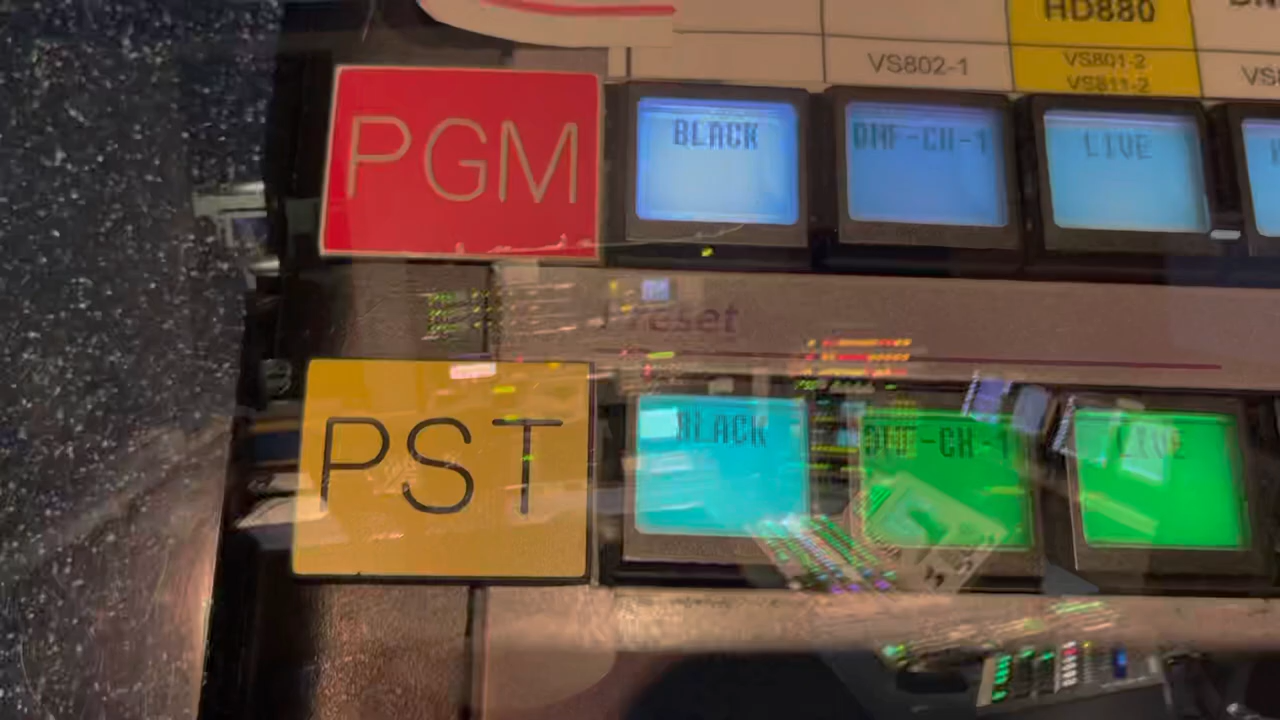 HD880
VS802-1
VS801-2
VS811-2
PGM
BLACK
DMF-CH-1
LIVE
Preset
PST
BLACK
DMF-CH-1
LIVE